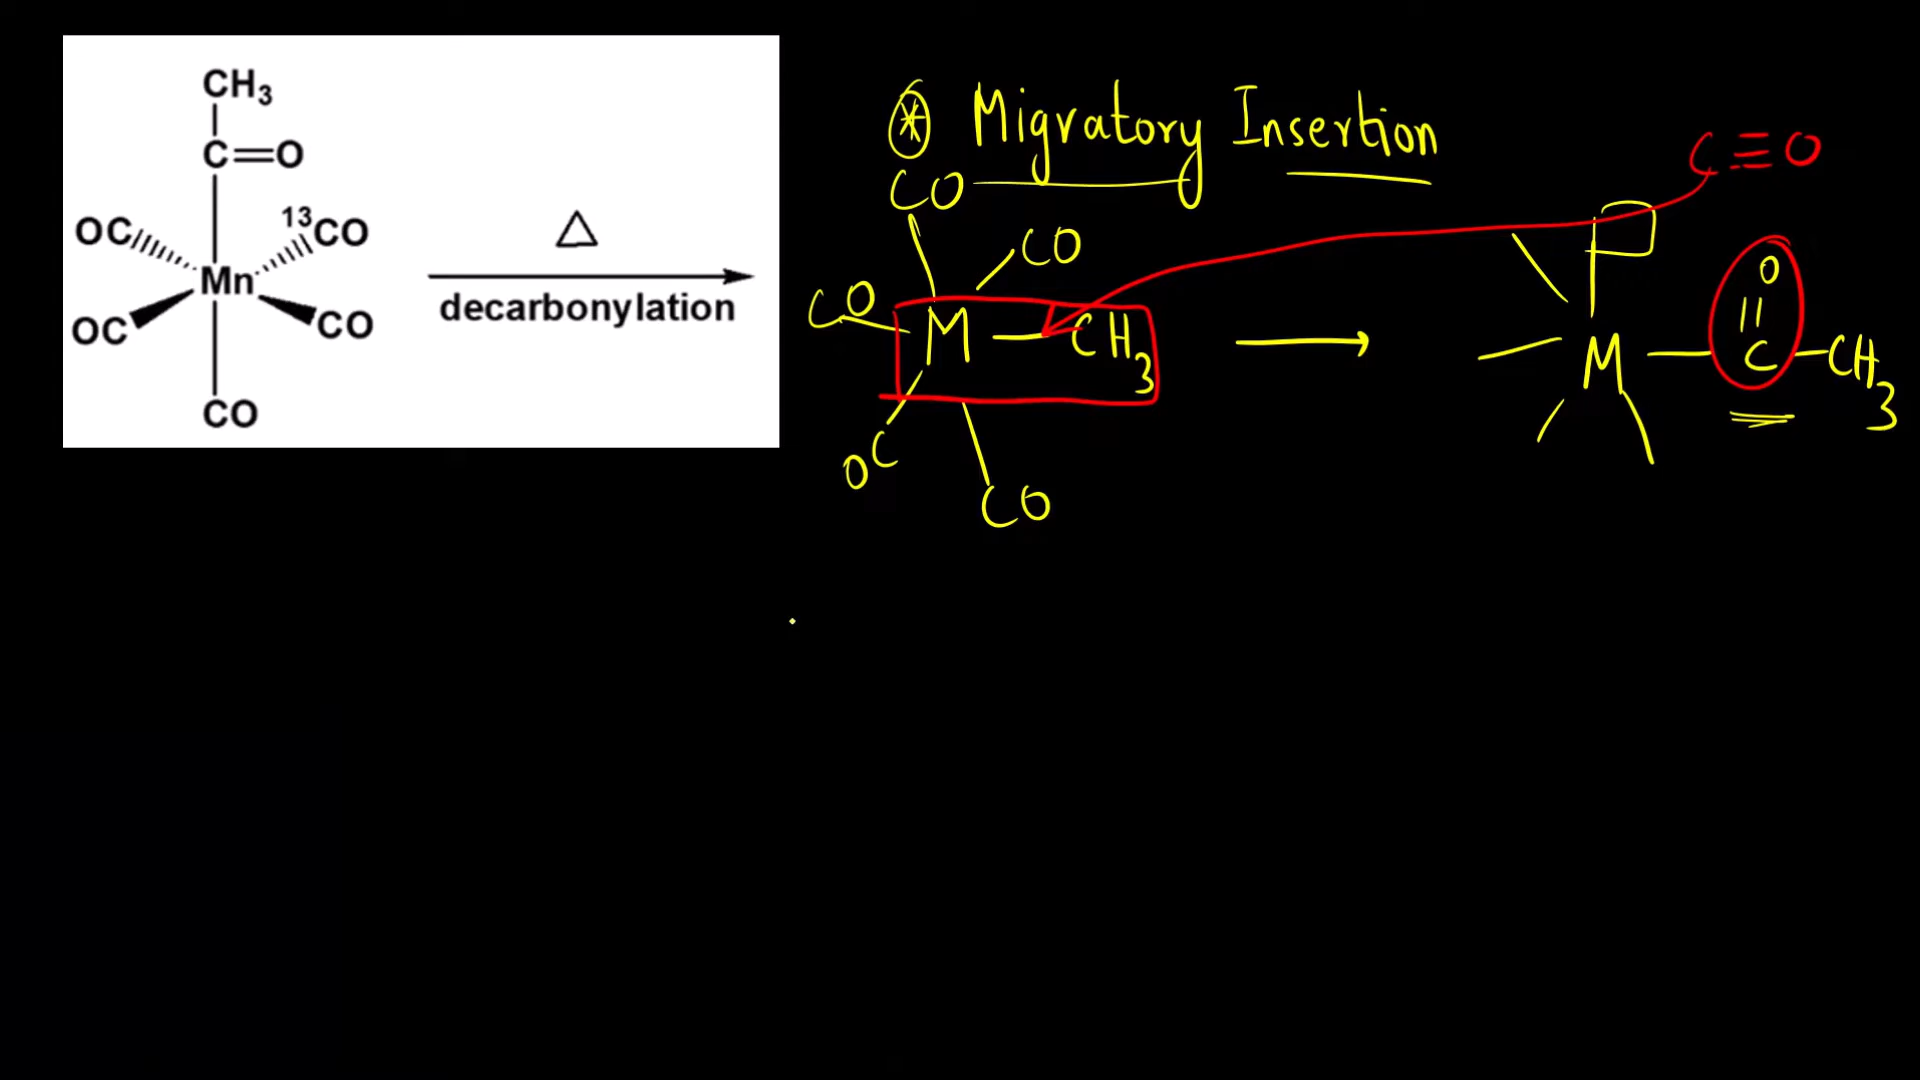 CH3
C=O
OC 13CO
Mn
OC CO
CO
Δ
decarbonylation
* Migratory Insertion
CO
CO
CO
M — CH3
OC
CO
C≡O
O
M — C — CH3